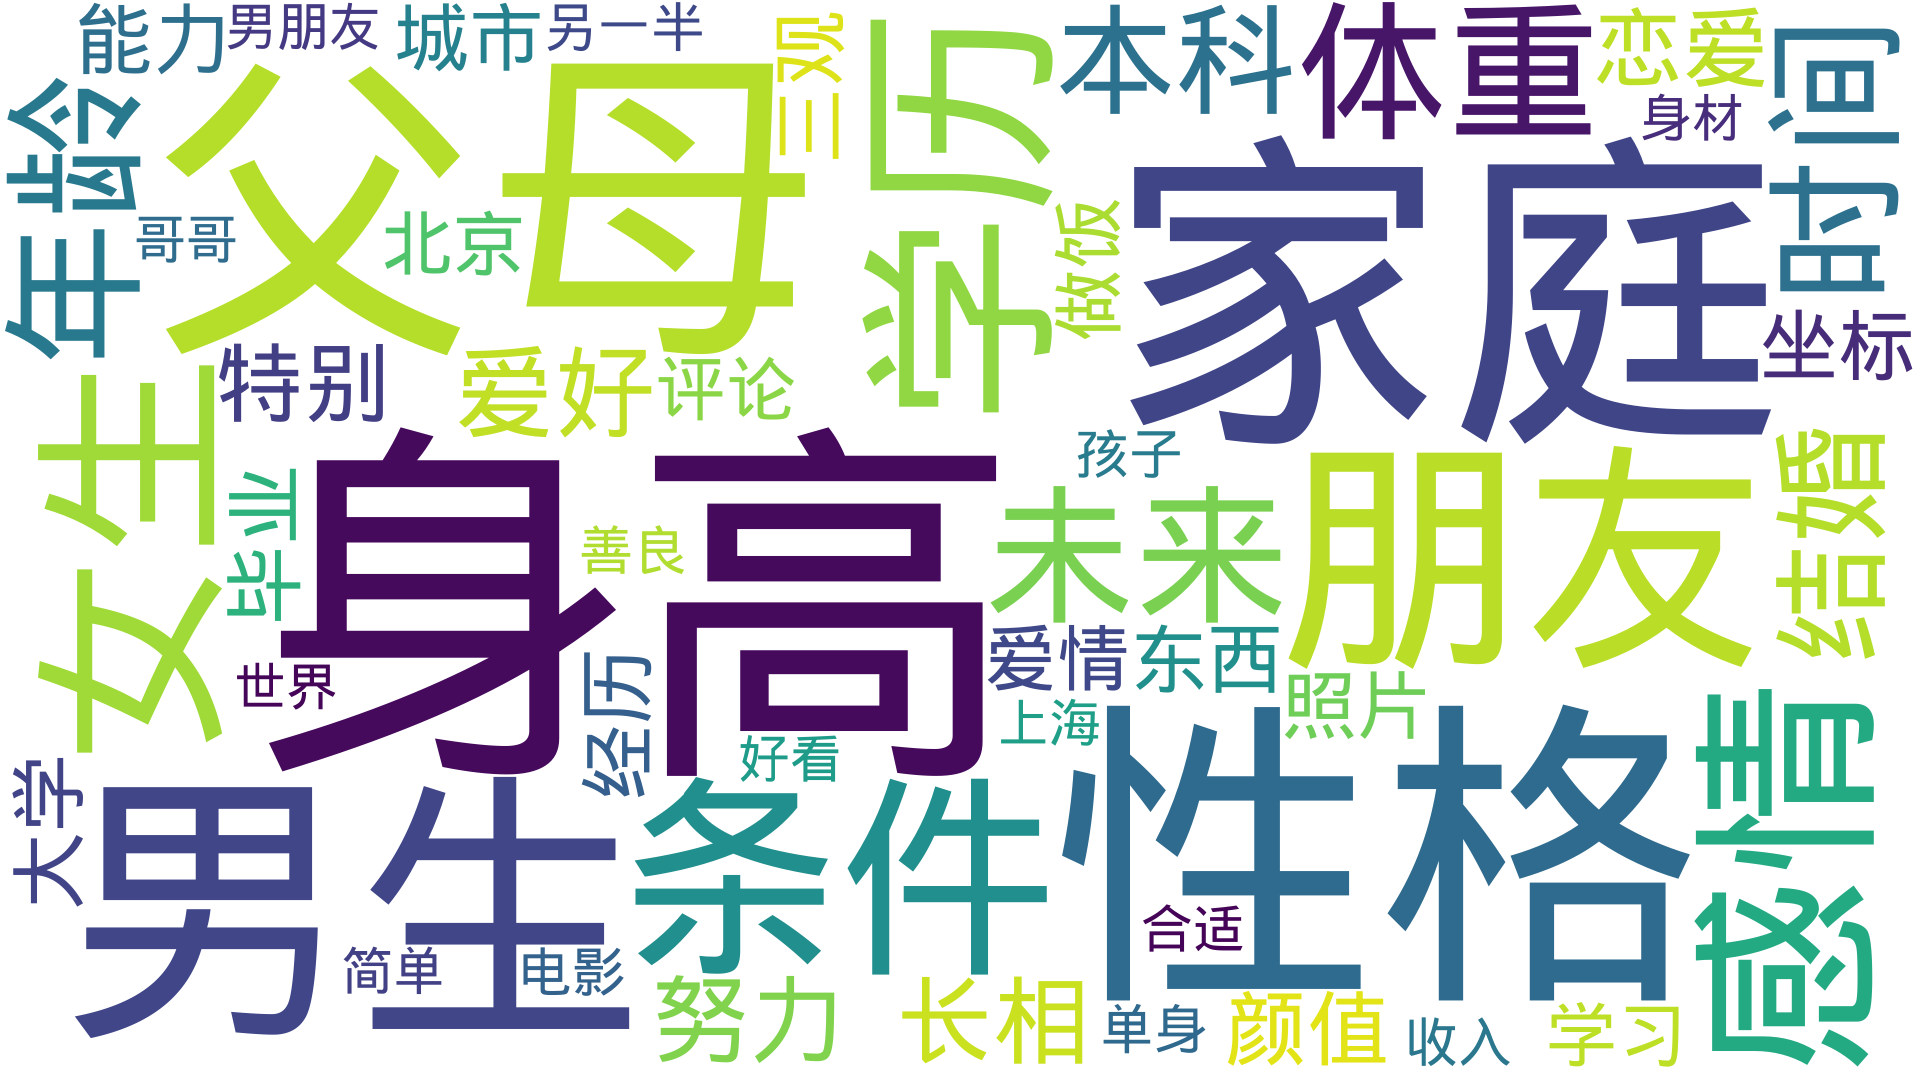 能力
男朋友
城市
另一半
三观
学历
本科
体重
恋爱
时间
年龄
父母
哥哥
北京
做饭
家庭
身材
坐标
特别
爱好
评论
女生
毕业
身高
善良
未来
孩子
朋友
结婚
世界
经历
好看
爱情
东西
上海
照片
感情
大学
男生
条件
性格
简单
电影
努力
长相
合适
单身
颜值
收入
学习